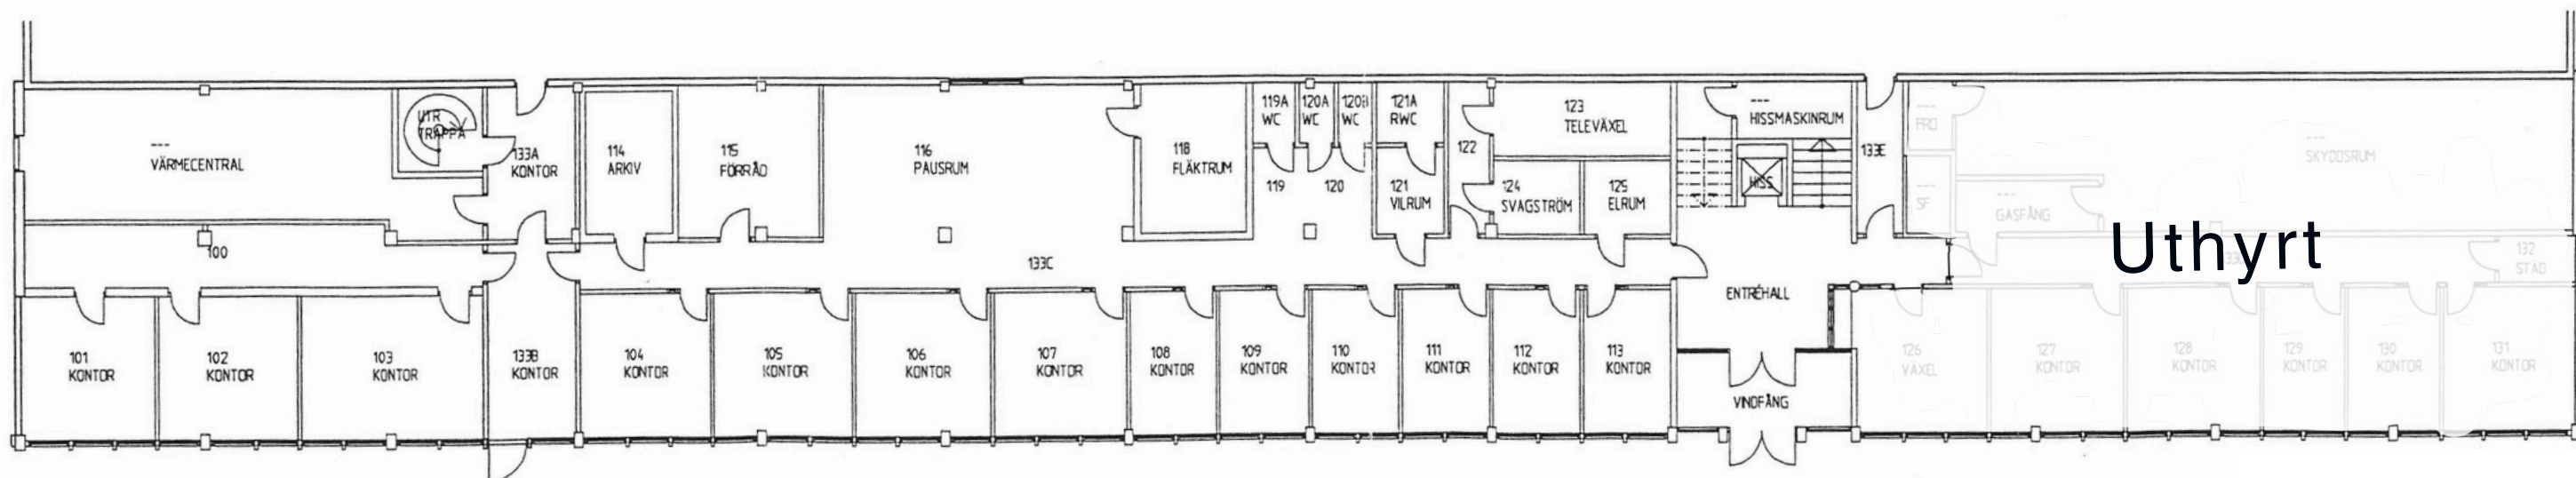 ---
VÄRMECENTRAL
UTR
TRAPPA
133A
KONTOR
114
ARKIV
115
FÖRRÅD
116
PAUSRUM
118
FLÄKTRUM
119A
WC
120A
WC
120B
WC
121A
RWC
119
120
121
VILRUM
122
123
TELEVÄXEL
124
SVAGSTRÖM
125
ELRUM
---
HISSMASKINRUM
HISS
133E
---
FRD
---
SF
---
GASFÅNG
---
SKYDDSRUM
Uthyrt
132
STÄD
100
133C
ENTRÉHALL
101
KONTOR
102
KONTOR
103
KONTOR
133B
KONTOR
104
KONTOR
105
KONTOR
106
KONTOR
107
KONTOR
108
KONTOR
109
KONTOR
110
KONTOR
111
KONTOR
112
KONTOR
113
KONTOR
VINDFÅNG
126
VÄXEL
127
KONTOR
128
KONTOR
129
KONTOR
130
KONTOR
131
KONTOR